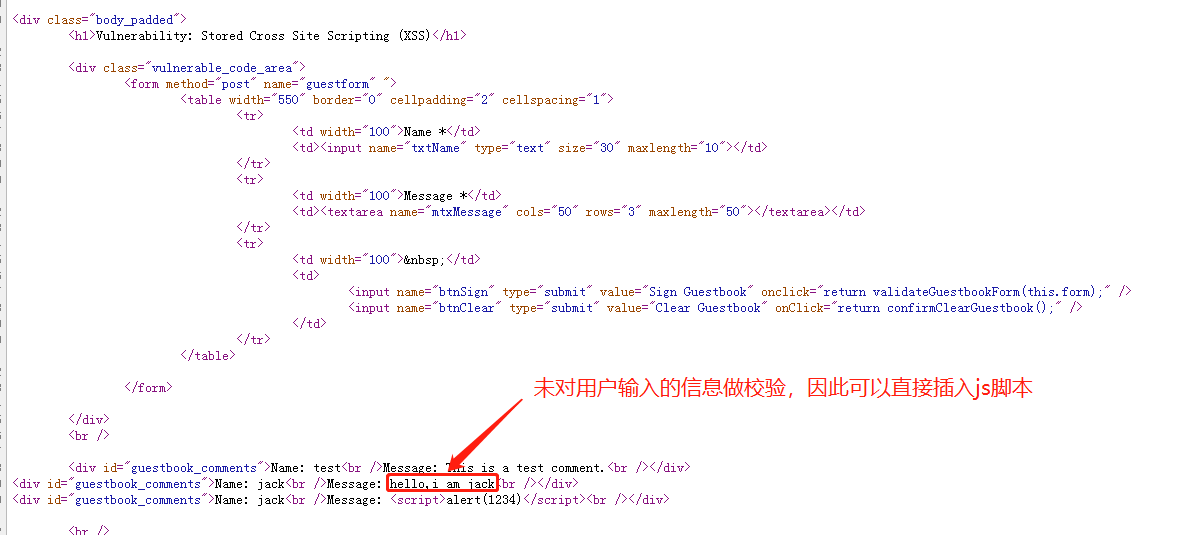 <div class="body_padded">
<h1>Vulnerability: Stored Cross Site Scripting (XSS)</h1>
<div class="vulnerable_code_area">
<form method="post" name="guestform" ">
<table width="550" border="0" cellpadding="2" cellspacing="1">
<tr>
<td width="100">Name *</td>
<td><input name="txtName" type="text" size="30" maxlength="10"></td>
</tr>
<tr>
<td width="100">Message *</td>
<td><textarea name="mtxMessage" cols="50" rows="3" maxlength="50"></textarea></td>
</tr>
<tr>
<td width="100">&nbsp;</td>
<td>
<input name="btnSign" type="submit" value="Sign Guestbook" onclick="return validateGuestbookForm(this.form);" />
<input name="btnClear" type="submit" value="Clear Guestbook" onClick="return confirmClearGuestbook();" />
</td>
</tr>
</table>
未对用户输入的信息做校验，因此可以直接插入js脚本
</form>
</div>
<br />
<div id="guestbook_comments">Name: test<br />Message: This is a test comment.<br /></div>
<div id="guestbook_comments">Name: jack<br />Message: hello,i am jack<br /></div>
<div id="guestbook_comments">Name: jack<br />Message: <script>alert(1234)</script><br /></div>
<br />